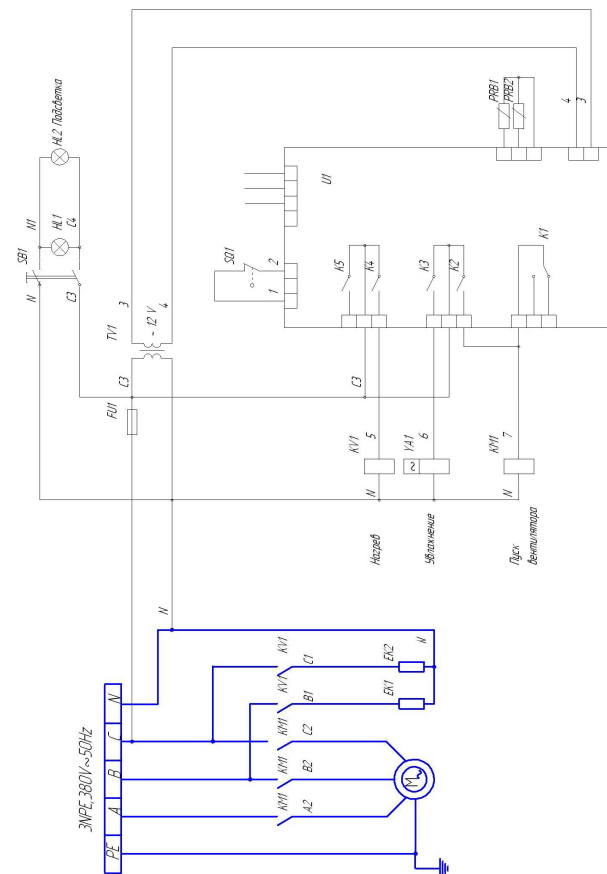 3NPE,380V~50Hz
PE A B C N
N
KM1 KM1 KM1 KV1 KV1
A2 B2 C2 B1 C1
EK1 EK2
M
N
SB1
N N1
HL1 HL2 Подсветка
C3 C4
FU1 TV1
C3 3
~ 12 V
4
SQ1
1 2
U1
K5
KV1 C3 K4
Нагрев N 5
YA1
Увлажнение 6 K3
K2
KM1
Пуск N 7
вентилятора
K1
PRB1
PRB2
4
3